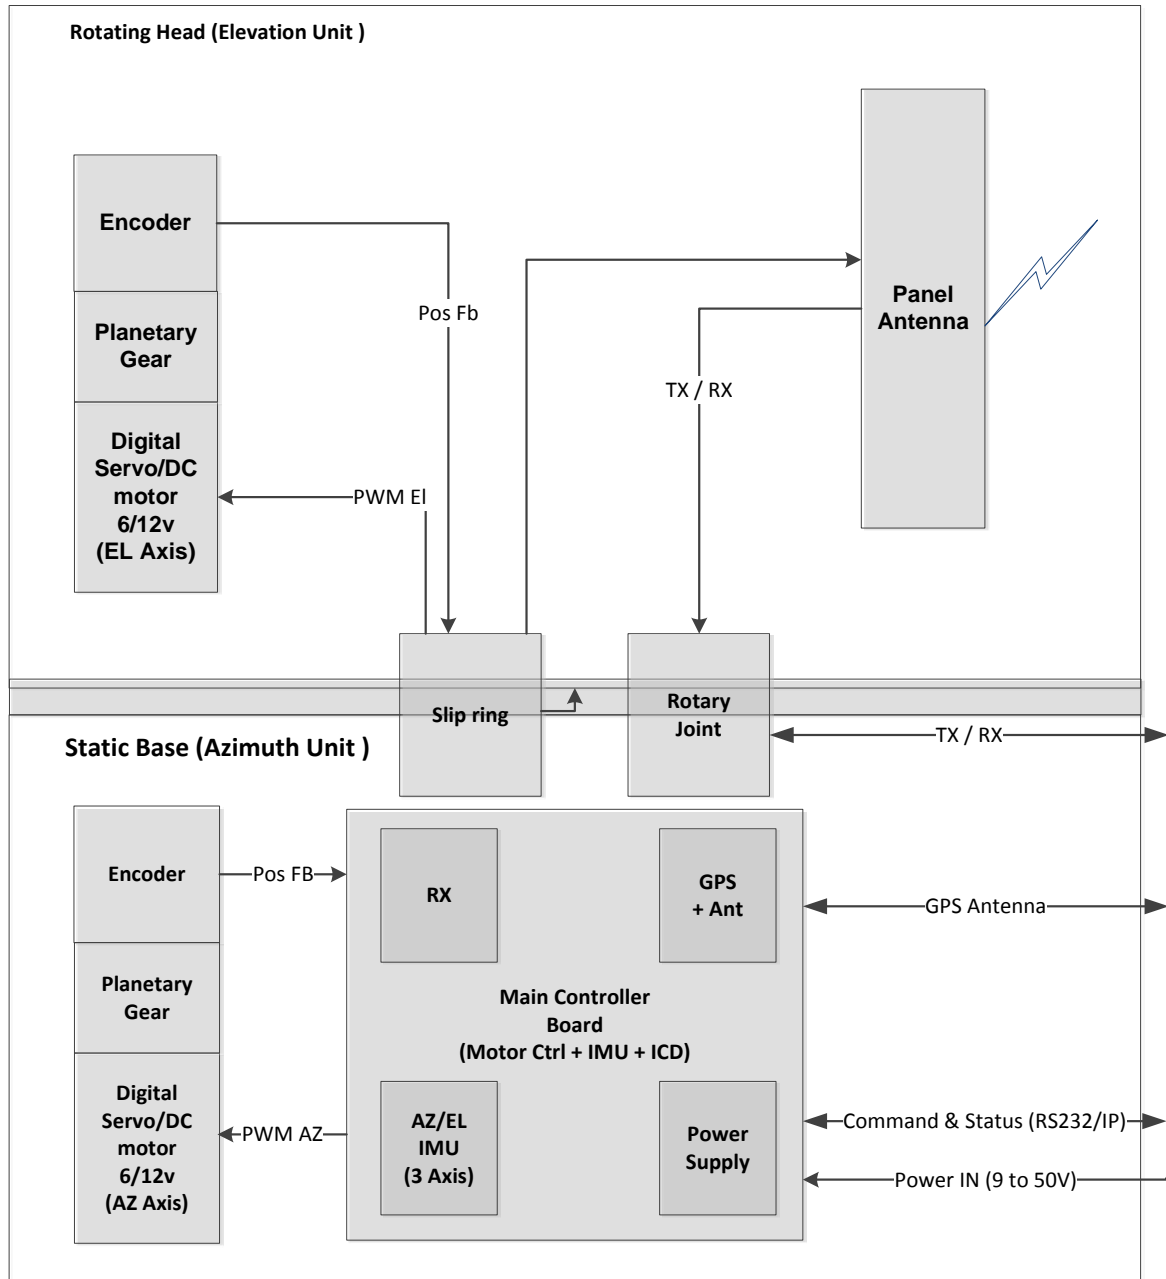 Rotating Head (Elevation Unit )
Encoder
Planetary
Gear
Digital
Servo/DC
motor
6/12v
(EL Axis)
Pos Fb
PWM El
Panel
Antenna
TX / RX
Slip ring
Rotary
Joint
TX / RX
Static Base (Azimuth Unit )
Encoder
Planetary
Gear
Digital
Servo/DC
motor
6/12v
(AZ Axis)
Pos FB
PWM AZ
RX
GPS
+ Ant
Main Controller
Board
(Motor Ctrl + IMU + ICD)
AZ/EL
IMU
(3 Axis)
Power
Supply
GPS Antenna
Command & Status (RS232/IP)
Power IN (9 to 50V)